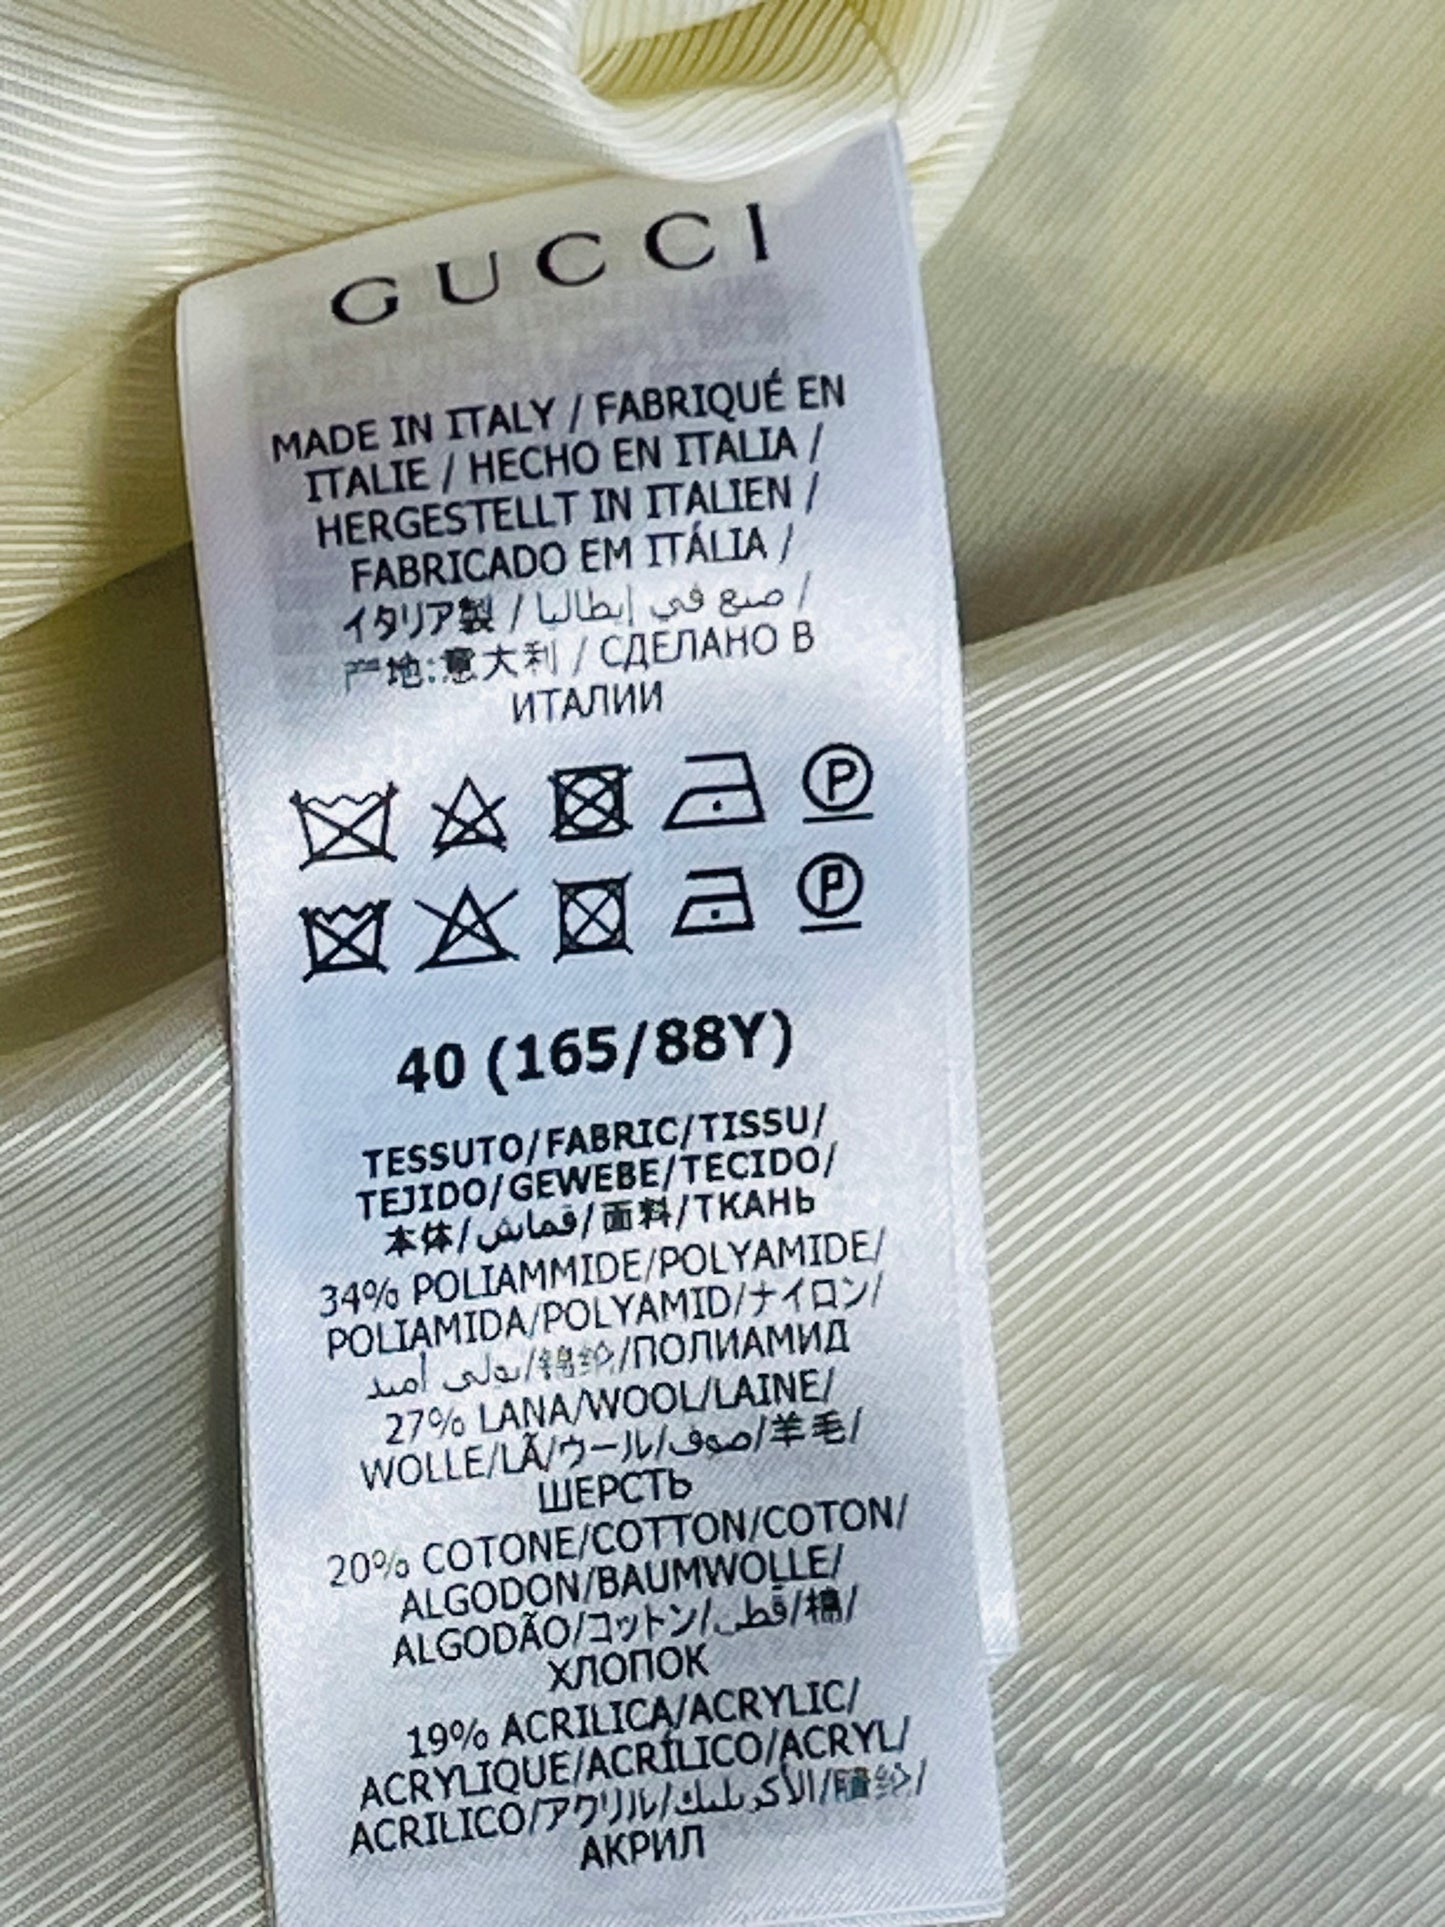 GUCCI
MADE IN ITALY / FABRIQUÉ EN
ITALIE / HECHO EN ITALIA /
HERGESTELLT IN ITALIEN /
FABRICADO EM ITÁLIA /
イタリア製 / صنع في إيطاليا /
产地:意大利 / СДЕЛАНО В
ИТАЛИИ
P
P
40 (165/88Y)
TESSUTO/FABRIC/TISSU/
TEJIDO/GEWEBE/TECIDO/
本体/قماش/面料/ТКАНЬ
34% POLIAMMIDE/POLYAMIDE/
POLIAMIDA/POLYAMID/ナイロン/
بولي أميد/锦纶/ПОЛИАМИД
27% LANA/WOOL/LAINE/
WOLLE/LÃ/ウール/صوف/羊毛/
ШЕРСТЬ
20% COTONE/COTTON/COTON/
ALGODON/BAUMWOLLE/
ALGODÃO/コットン/قطن/棉/
ХЛОПОК
19% ACRILICA/ACRYLIC/
ACRYLIQUE/ACRÍLICO/ACRYL/
ACRILICO/アクリル/الأكريليك/腈纶/
АКРИЛ